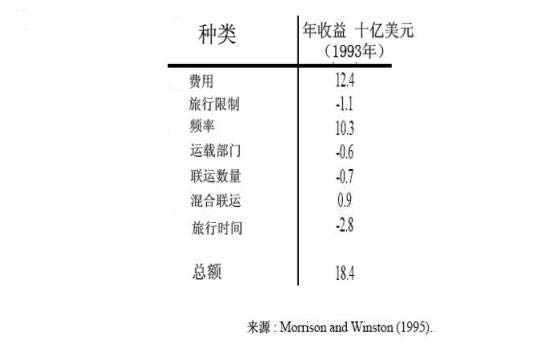 种类 年收益 十亿美元
（1993年）
费用 12.4
旅行限制 -1.1
频率 10.3
运载部门 -0.6
联运数量 -0.7
混合联运 0.9
旅行时间 -2.8
总额 18.4
来源 : Morrison and Winston (1995).